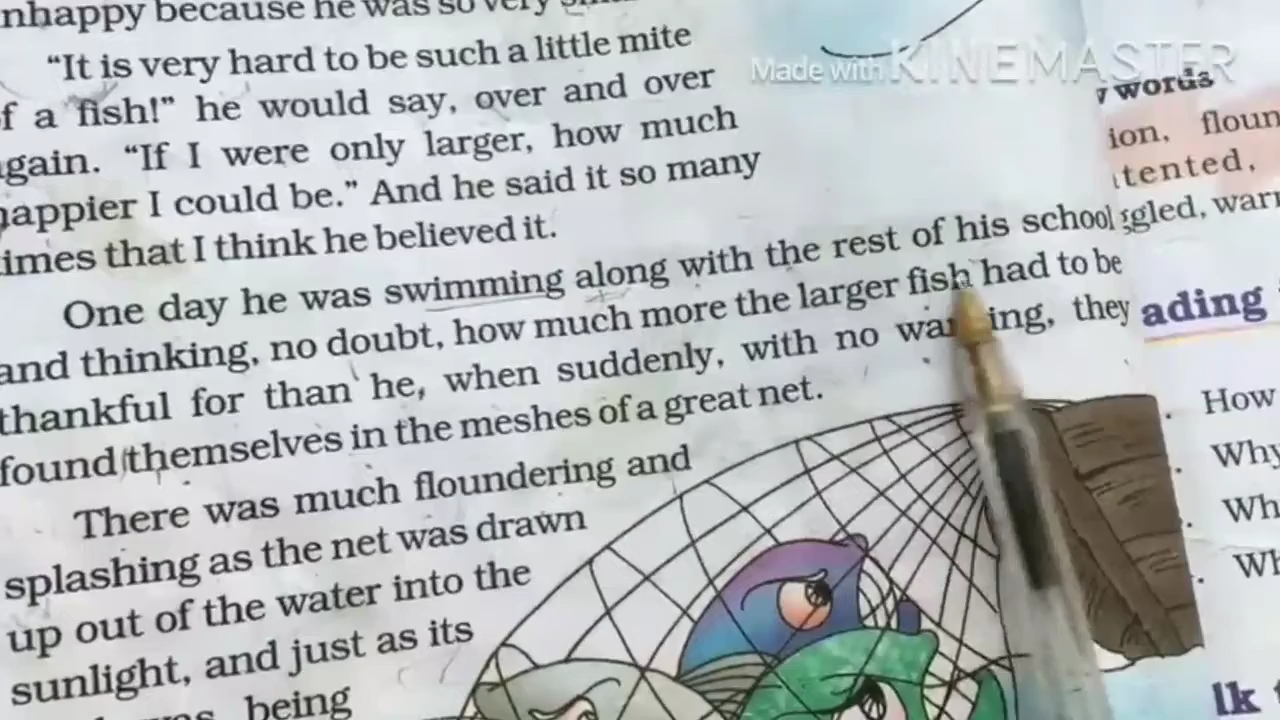 nhappy because he was so very
"It is very hard to be such a little mite
f a fish!" he would say, over and over
gain. "If I were only larger, how much
happier I could be." And he said it so many
times that I think he believed it.
One day he was swimming along with the rest of his school
and thinking, no doubt, how much more the larger fish had to be
thankful for than he, when suddenly, with no warning, they
found themselves in the meshes of a great net.
There was much floundering and
splashing as the net was drawn
up out of the water into the
sunlight, and just as its
being
Made with KINEMASTER
words
ion, floun
tented,
ggled, warn
ading
How
Why
Wh
Wh
lk